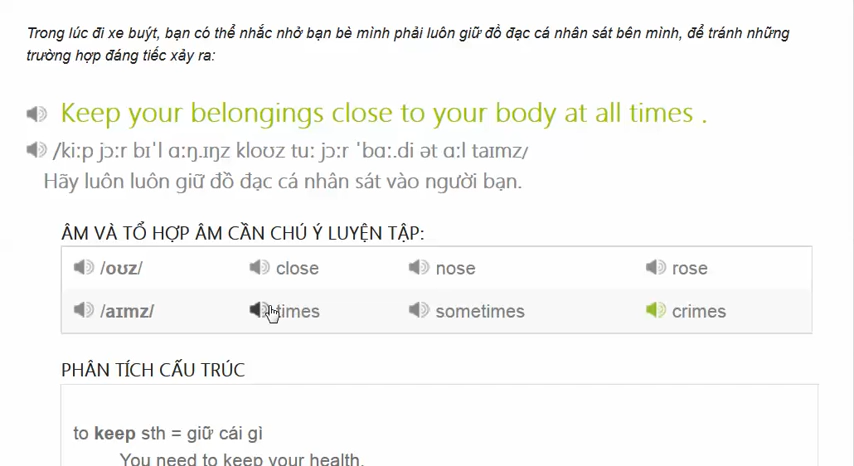 Trong lúc đi xe buýt, bạn có thể nhắc nhở bạn bè mình phải luôn giữ đồ đạc cá nhân sát bên mình, để tránh những
trường hợp đáng tiếc xảy ra:
Keep your belongings close to your body at all times .
/kiːp jɔːr bɪˈl ɑːŋ.ɪŋz kloʊz tuː jɔːr ˈbɑː.di ət ɑːl taɪmz/
Hãy luôn luôn giữ đồ đạc cá nhân sát vào người bạn.
ÂM VÀ TỔ HỢP ÂM CẦN CHÚ Ý LUYỆN TẬP:
/oʊz/ close nose rose
/aɪmz/ times sometimes crimes
PHÂN TÍCH CẤU TRÚC
to keep sth = giữ cái gì
You need to keep your health.